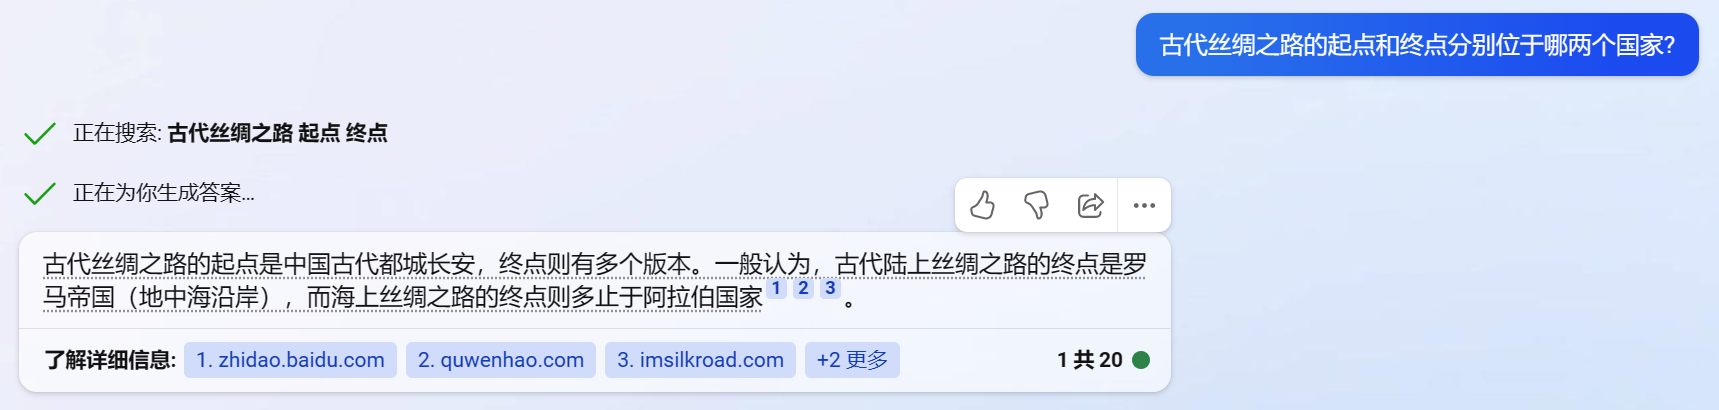 古代丝绸之路的起点和终点分别位于哪两个国家?
正在搜索: 古代丝绸之路 起点 终点
正在为你生成答案...
古代丝绸之路的起点是中国古代都城长安，终点则有多个版本。一般认为，古代陆上丝绸之路的终点是罗
马帝国（地中海沿岸），而海上丝绸之路的终点则多止于阿拉伯国家 1 2 3 。
了解详细信息: 1. zhidao.baidu.com 2. quwenhao.com 3. imsilkroad.com +2 更多 1 共 20